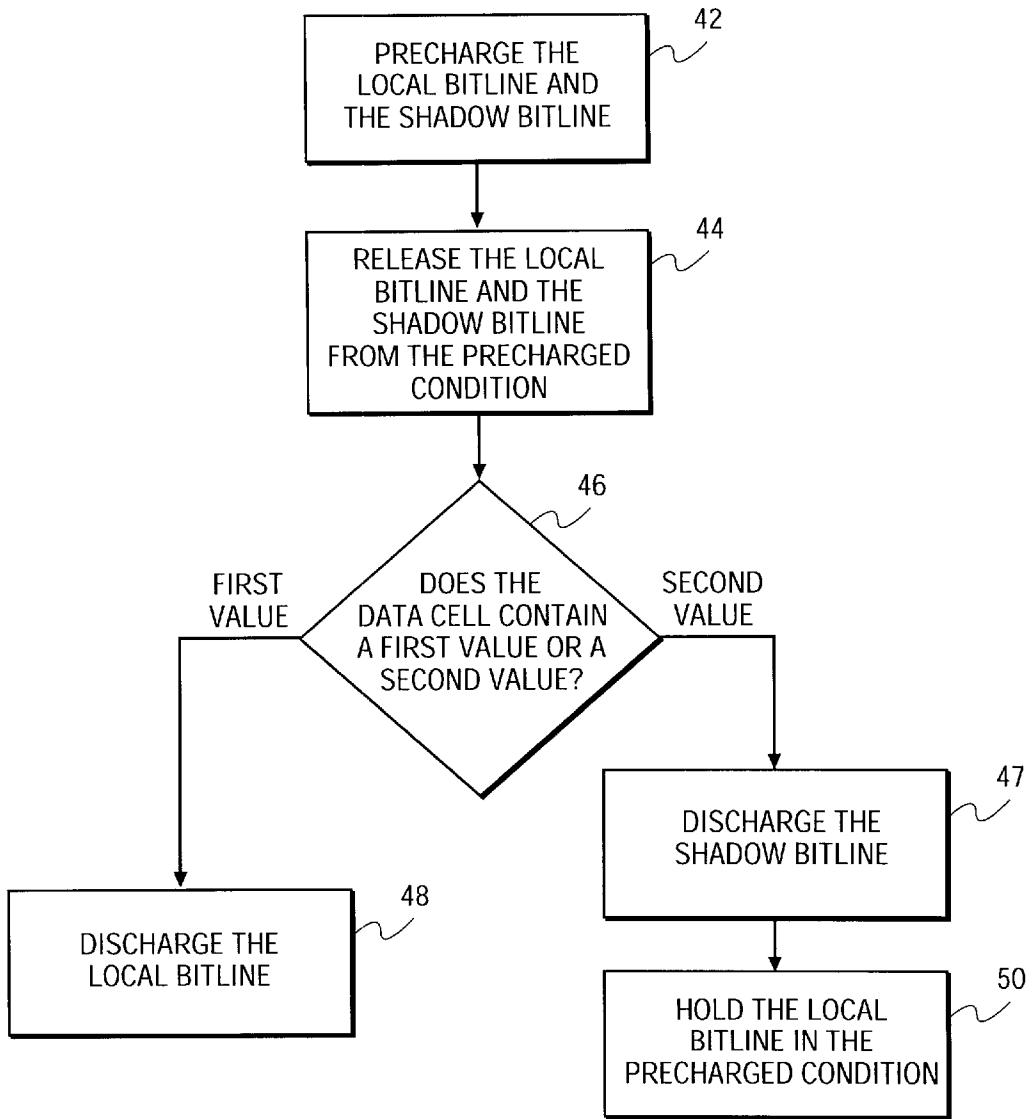 42
PRECHARGE THE
LOCAL BITLINE AND
THE SHADOW BITLINE
44
RELEASE THE LOCAL
BITLINE AND THE
SHADOW BITLINE
FROM THE PRECHARGED
CONDITION
46
DOES THE
DATA CELL CONTAIN
A FIRST VALUE OR A
SECOND VALUE?
FIRST
VALUE
SECOND
VALUE
47
DISCHARGE THE
SHADOW BITLINE
48
DISCHARGE THE
LOCAL BITLINE
50
HOLD THE LOCAL
BITLINE IN THE
PRECHARGED CONDITION